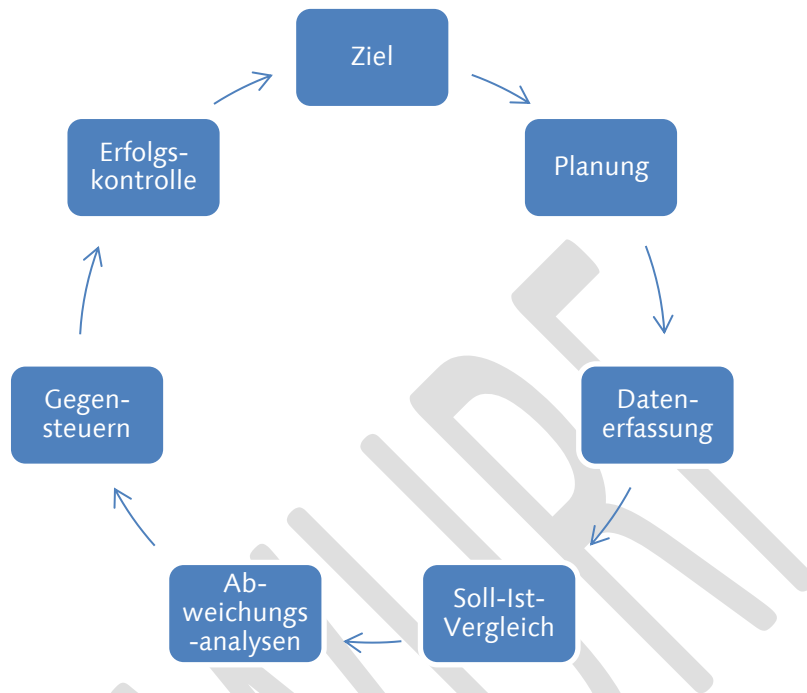 Ziel
Planung
Daten-
erfassung
Soll-Ist-
Vergleich
Ab-
weichungs
-analysen
Gegen-
steuern
Erfolgs-
kontrolle